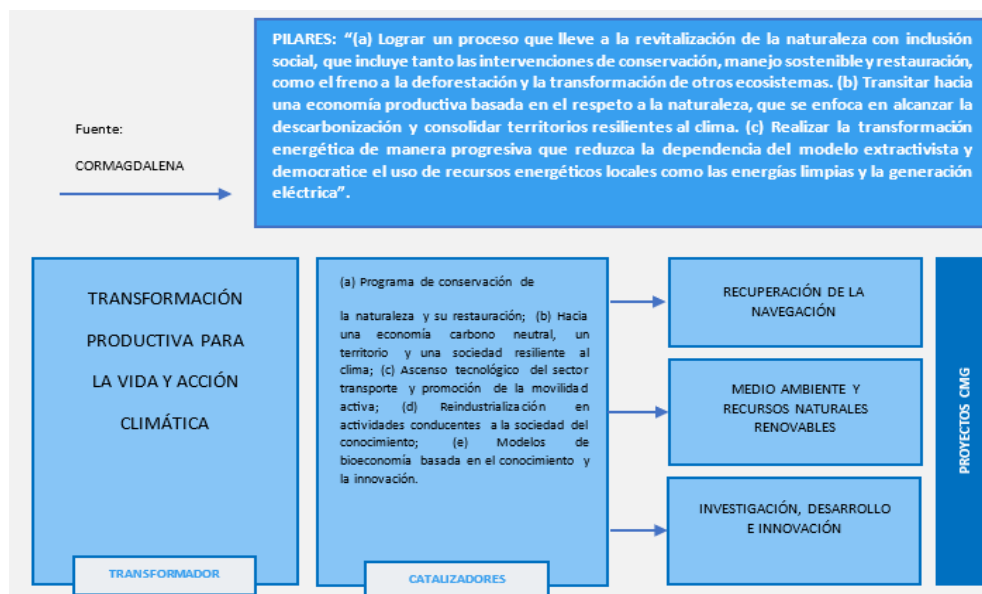 PILARES: “(a) Lograr un proceso que lleve a la revitalización de la naturaleza con inclusión
social, que incluye tanto las intervenciones de conservación, manejo sostenible y restauración,
como el freno a la deforestación y la transformación de otros ecosistemas. (b) Transitar hacia
una economía productiva basada en el respeto a la naturaleza, que se enfoca en alcanzar la
descarbonización y consolidar territorios resilientes al clima. (c) Realizar la transformación
energética de manera progresiva que reduzca la dependencia del modelo extractivista y
democratice el uso de recursos energéticos locales como las energías limpias y la generación
eléctrica”.
Fuente:
CORMAGDALENA
TRANSFORMACIÓN
PRODUCTIVA PARA
LA VIDA Y ACCIÓN
CLIMÁTICA
TRANSFORMADOR
(a) Programa de conservación de
la naturaleza y su restauración; (b) Hacia
una economía carbono neutral, un
territorio y una sociedad resiliente al
clima; (c) Ascenso tecnológico del sector
transporte y promoción de la movilidad
activa; (d) Reindustrialización en
actividades conducentes a la sociedad del
conocimiento; (e) Modelos de
bioeconomía basada en el conocimiento y
la innovación.
CATALIZADORES
RECUPERACIÓN DE LA
NAVEGACIÓN
MEDIO AMBIENTE Y
RECURSOS NATURALES
RENOVABLES
INVESTIGACIÓN, DESARROLLO
E INNOVACIÓN
PROYECTOS CMG